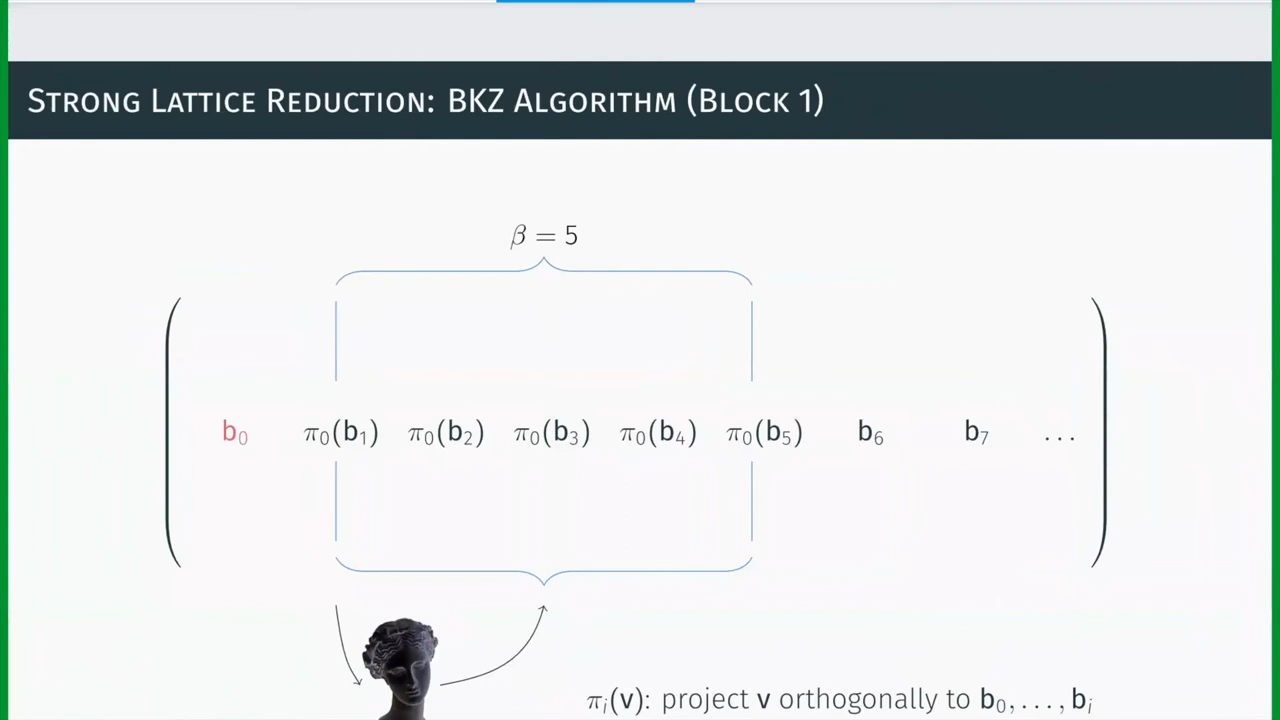 STRONG LATTICE REDUCTION: BKZ ALGORITHM (BLOCK 1)
β = 5
b₀ π₀(b₁) π₀(b₂) π₀(b₃) π₀(b₄) π₀(b₅) b₆ b₇ …
πᵢ(v): project v orthogonally to b₀, …, bᵢ